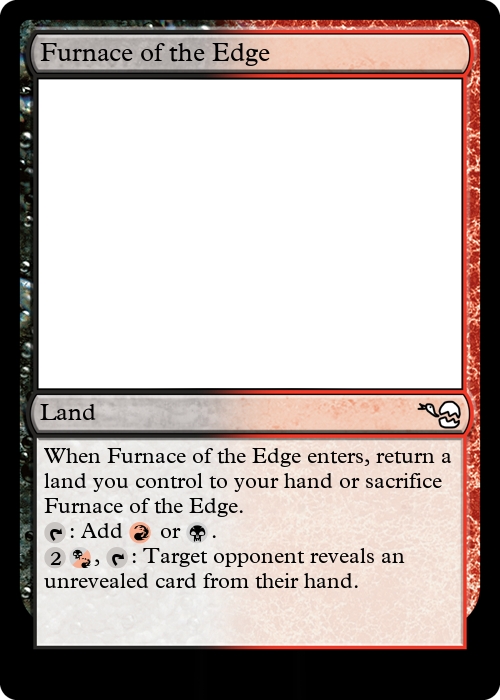 Furnace of the Edge
Land
When Furnace of the Edge enters, return a
land you control to your hand or sacrifice
Furnace of the Edge.
: Add or .
2 , : Target opponent reveals an
unrevealed card from their hand.